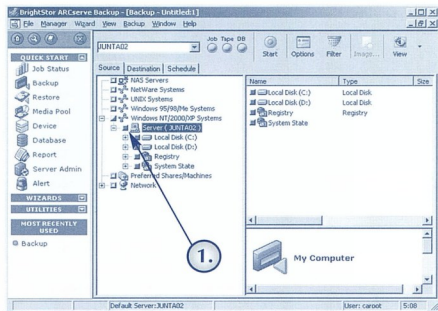 BrightStor ARCserve Backup - [Backup - Untitled:1]
File Manager Wizard View Backup Window Help
JUNTA02
Job Tape DB
Start
Options
Filter
Image...
View
QUICK START
Job Status
Backup
Restore
Media Pool
Device
Database
Report
Server Admin
Alert
WIZARDS
UTILITIES
MOST RECENTLY USED
Backup
Source Destination Schedule
NAS Servers
NetWare Systems
UNIX Systems
Windows 95/98/Me Systems
Windows NT/2000/XP Systems
Server (JUNTA02)
Local Disk (C:)
Local Disk (D:)
Registry
System State
Preferred Shares/Machines
Network
Name Type Size
Local Disk (C:) Local Disk
Local Disk (D:) Local Disk
Registry Registry
System State
1.
My Computer
Default Server:JUNTA02
User: caroot
5:08